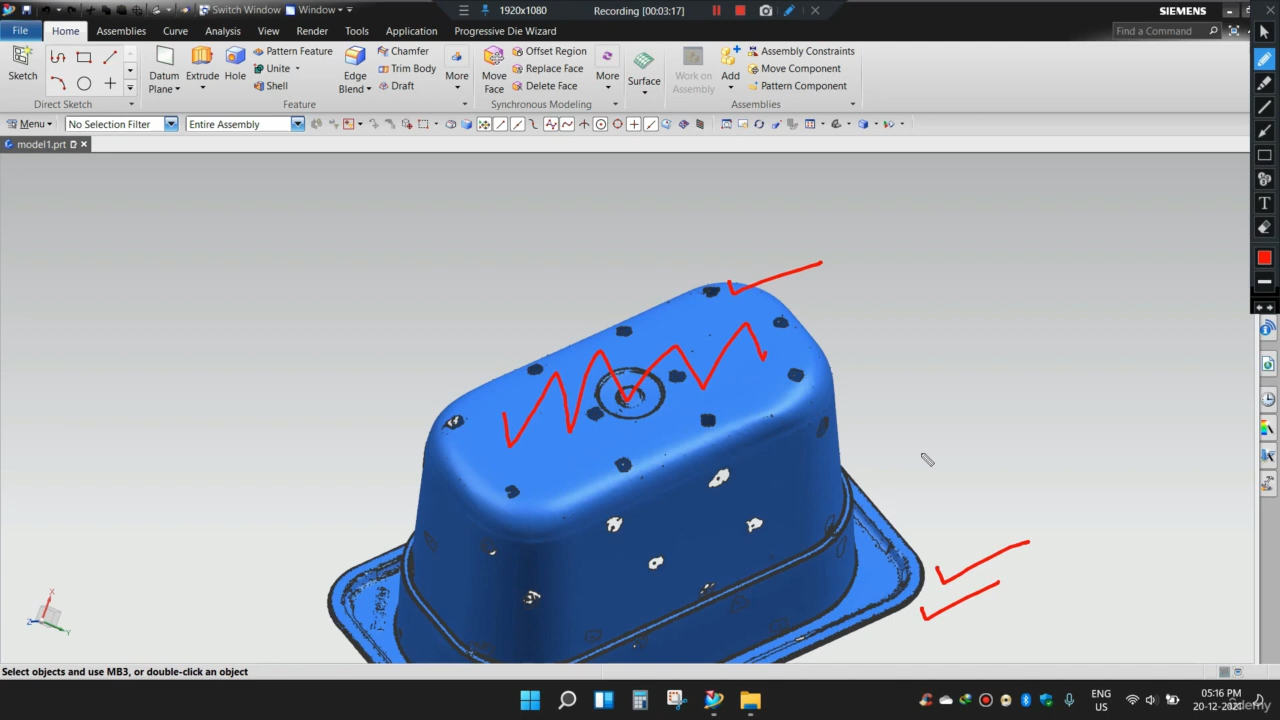 Switch Window Window 1920x1080 Recording [00:03:17] SIEMENS
File Home Assemblies Curve Analysis View Render Tools Application Progressive Die Wizard Find a Command
Pattern Feature Chamfer Offset Region Assembly Constraints
Sketch Datum Plane Extrude Hole Unite Edge Blend Trim Body More Move Face Replace Face More Surface Work on Assembly Add Move Component
Shell Draft Delete Face Pattern Component
Direct Sketch Feature Synchronous Modeling Assemblies
Menu No Selection Filter Entire Assembly
model1.prt
X
Z
Y
T
Select objects and use MB3, or double-click an object
ENG 05:16 PM
US 20-12-2021
Udemy